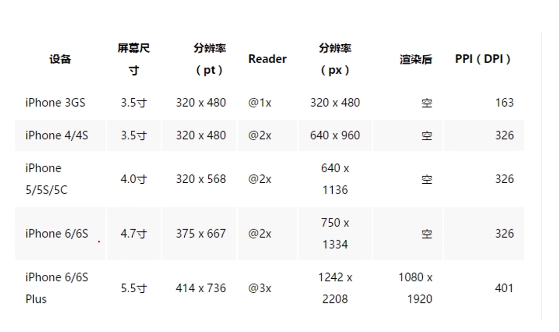 设备 屏幕尺寸 分辨率（pt） Reader 分辨率（px） 渲染后 PPI（DPI）
iPhone 3GS 3.5寸 320 x 480 @1x 320 x 480 空 163
iPhone 4/4S 3.5寸 320 x 480 @2x 640 x 960 空 326
iPhone 5/5S/5C 4.0寸 320 x 568 @2x 640 x 1136 空 326
iPhone 6/6S 4.7寸 375 x 667 @2x 750 x 1334 空 326
iPhone 6/6S Plus 5.5寸 414 x 736 @3x 1242 x 2208 1080 x 1920 401